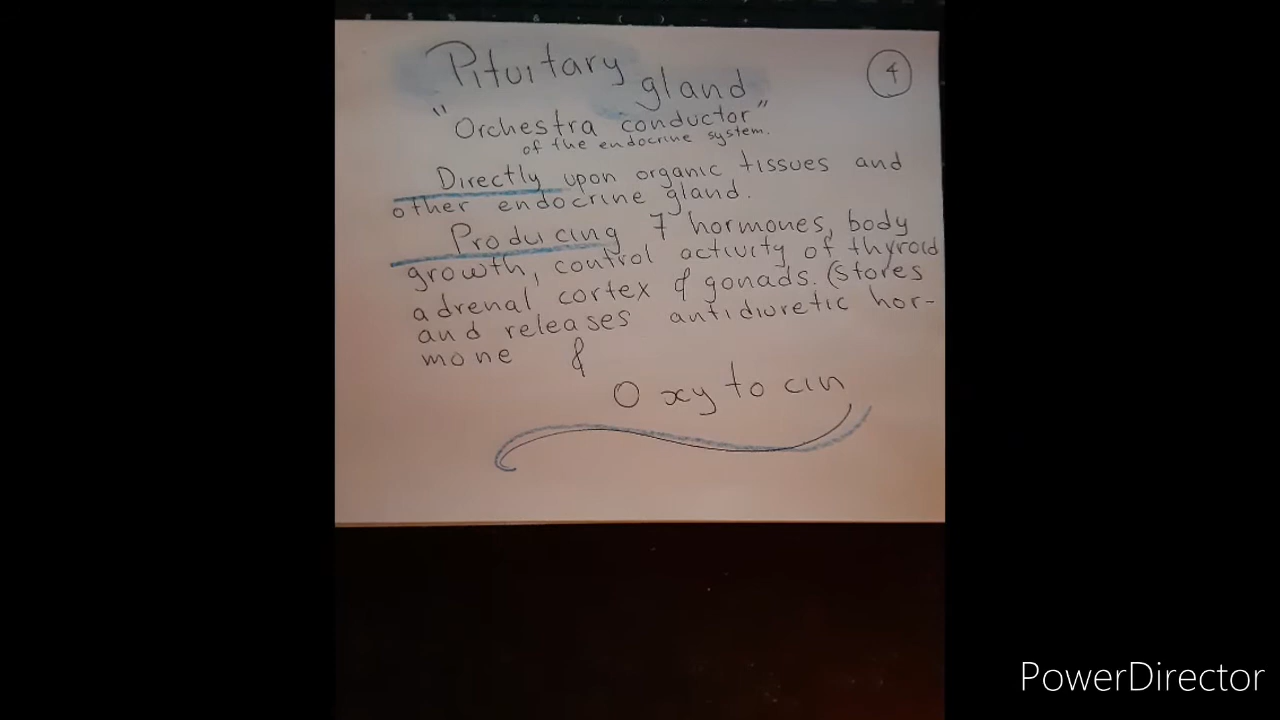 Pituitary gland
4
"Orchestra conductor"
of the endocrine system.
Directly upon organic tissues and
other endocrine gland.
Producing 7 hormones, body
growth, control activity of thyroid
adrenal cortex & gonads. (Stores
and releases antidiuretic hor-
mone &
Oxytocin
PowerDirector